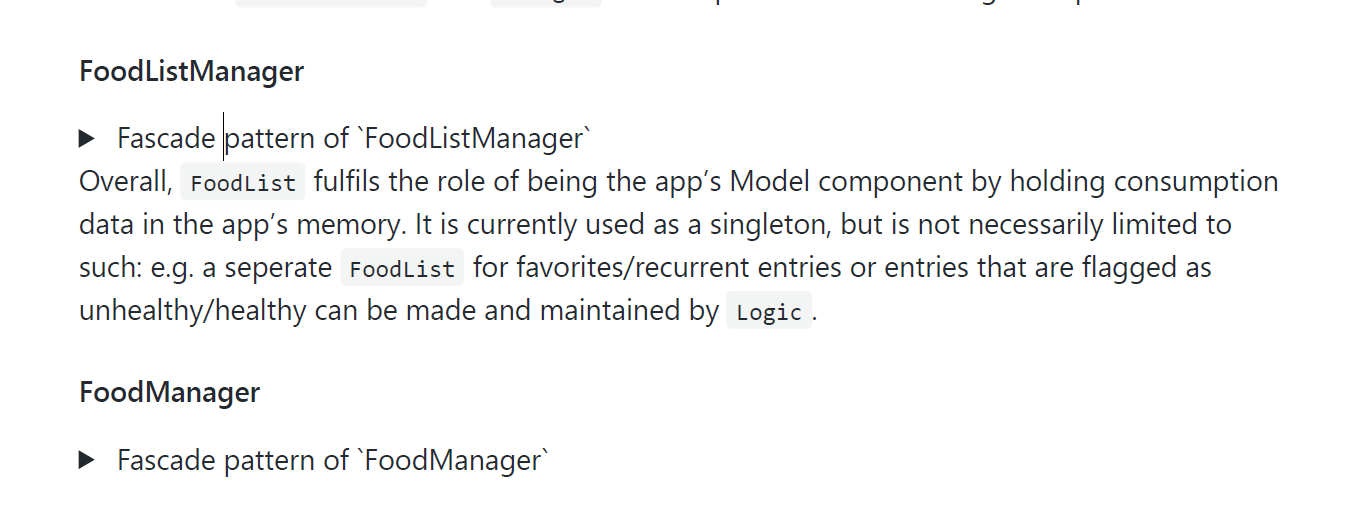 FoodListManager
Fascade pattern of `FoodListManager`
Overall, FoodList fulfils the role of being the app’s Model component by holding consumption
data in the app’s memory. It is currently used as a singleton, but is not necessarily limited to
such: e.g. a seperate FoodList for favorites/recurrent entries or entries that are flagged as
unhealthy/healthy can be made and maintained by Logic.
FoodManager
Fascade pattern of `FoodManager`